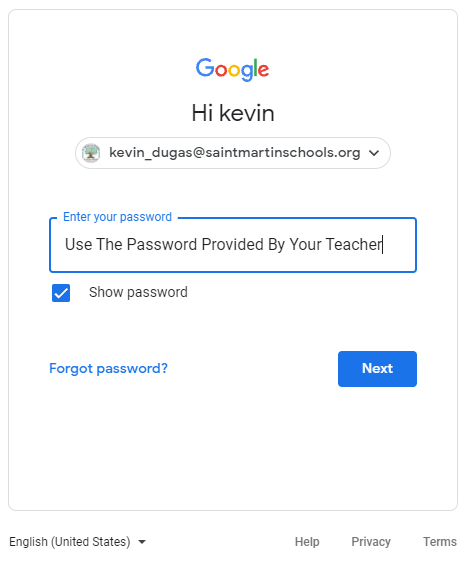 Google
Hi kevin
kevin_dugas@saintmartinschools.org
Enter your password
Use The Password Provided By Your Teacher
Show password
Forgot password?
Next
English (United States)
Help Privacy Terms